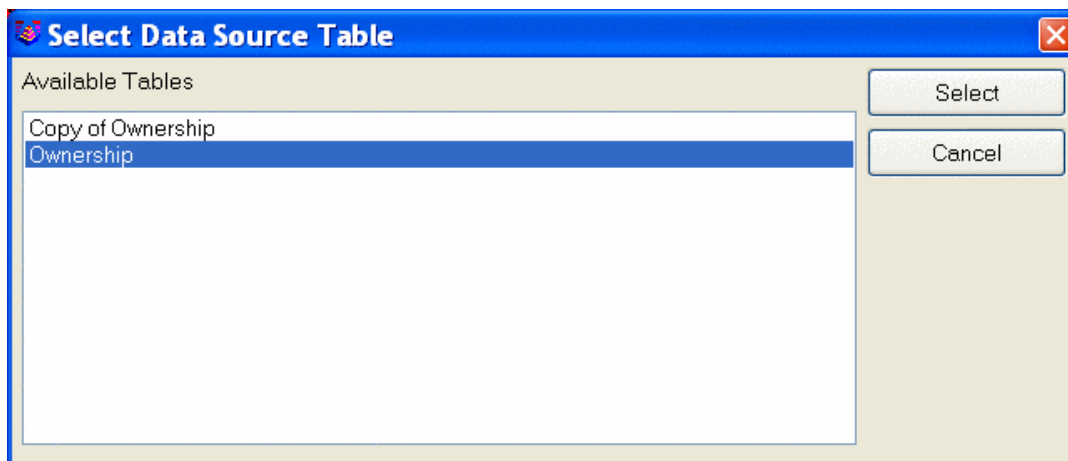 Select Data Source Table
Available Tables
Select
Copy of Ownership
Ownership
Cancel